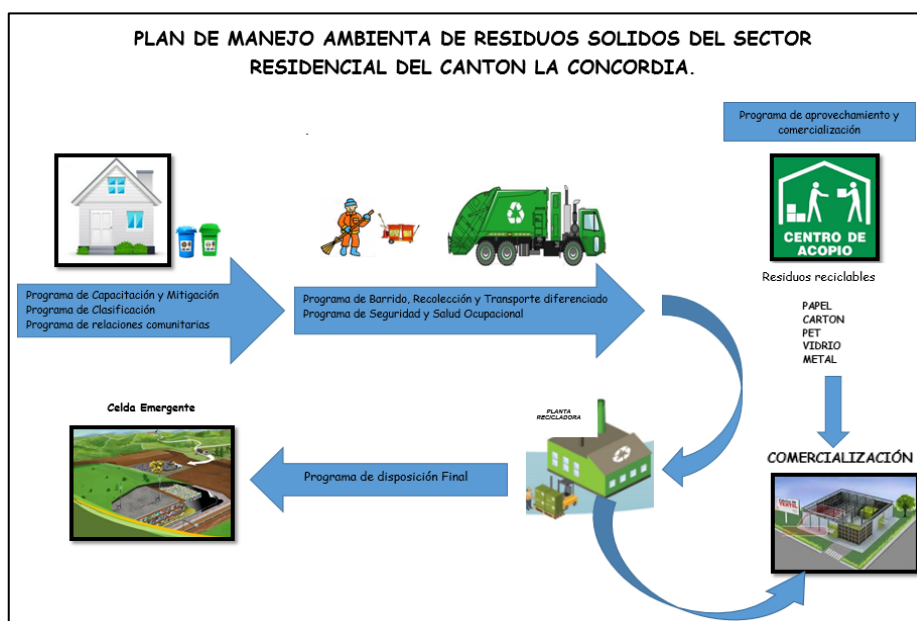 PLAN DE MANEJO AMBIENTA DE RESIDUOS SOLIDOS DEL SECTOR
RESIDENCIAL DEL CANTON LA CONCORDIA.
Programa de aprovechamiento y
comercialización
CENTRO DE
ACOPIO
Programa de Capacitación y Mitigación
Programa de Clasificación
Programa de relaciones comunitarias
Programa de Barrido, Recolección y Transporte diferenciado
Programa de Seguridad y Salud Ocupacional
Residuos reciclables
PAPEL
CARTON
PET
VIDRIO
METAL
Celda Emergente
Programa de disposición Final
PLANTA
RECICLADORA
COMERCIALIZACIÓN